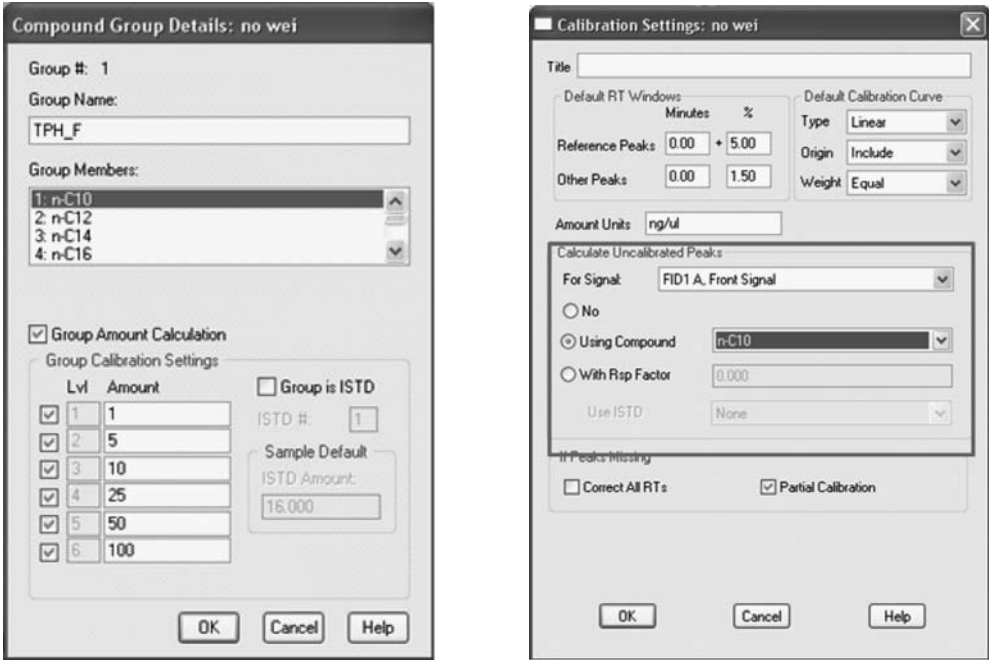 Compound Group Details: no wei
Group #: 1
Group Name:
TPH_F
Group Members:
1: n-C10
2: n-C12
3: n-C14
4: n-C16
Group Amount Calculation
Group Calibration Settings
Lvl Amount
1 1
2 5
3 10
4 25
5 50
6 100
Group is ISTD
ISTD #: 1
Sample Default
ISTD Amount:
16.000
OK Cancel Help
Calibration Settings: no wei
Title
Default RT Windows
Minutes %
Reference Peaks 0.00 + 5.00
Other Peaks 0.00 1.50
Default Calibration Curve
Type Linear
Origin Include
Weight Equal
Amount Units ng/ul
Calculate Uncalibrated Peaks
For Signal: FID1 A, Front Signal
No
Using Compound n-C10
With Rsp Factor 0.000
Use ISTD None
If Peaks Missing
Correct All RTs Partial Calibration
OK Cancel Help